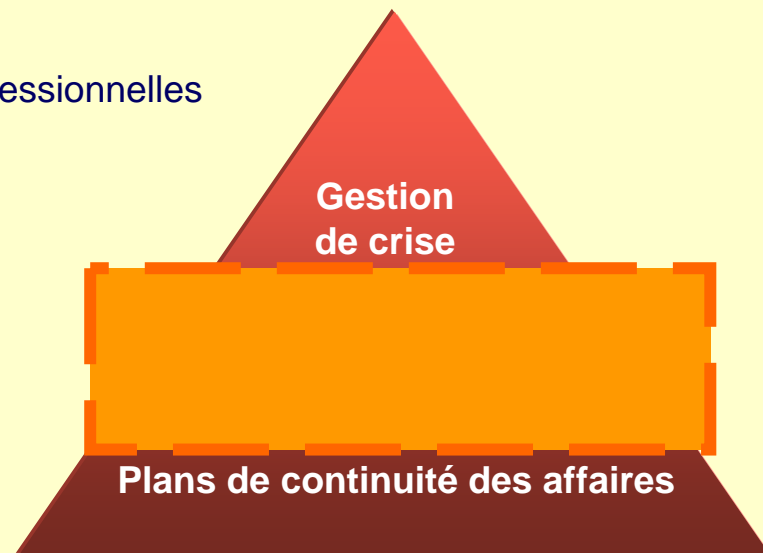 essionnelles
Gestion
de crise
Plans de continuité des affaires